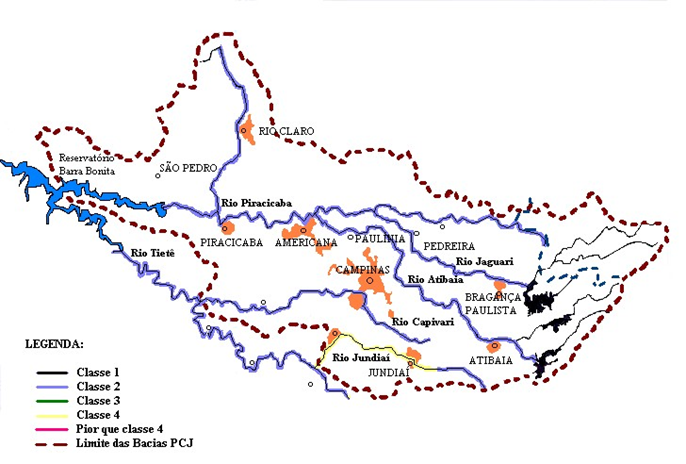 RIO CLARO
Reservatório
Barra Bonita
SÃO PEDRO
Rio Piracicaba
PIRACICABA
AMERICANA
PAULINIA
PEDREIRA
Rio Tietê
Rio Jaguari
CAMPINAS
Rio Atibaia
BRAGANÇA
PAULISTA
Rio Capivari
Rio Jundiaí
JUNDIAÍ
ATIBAIA
LEGENDA:
Classe 1
Classe 2
Classe 3
Classe 4
Pior que classe 4
Limite das Bacias PCJ